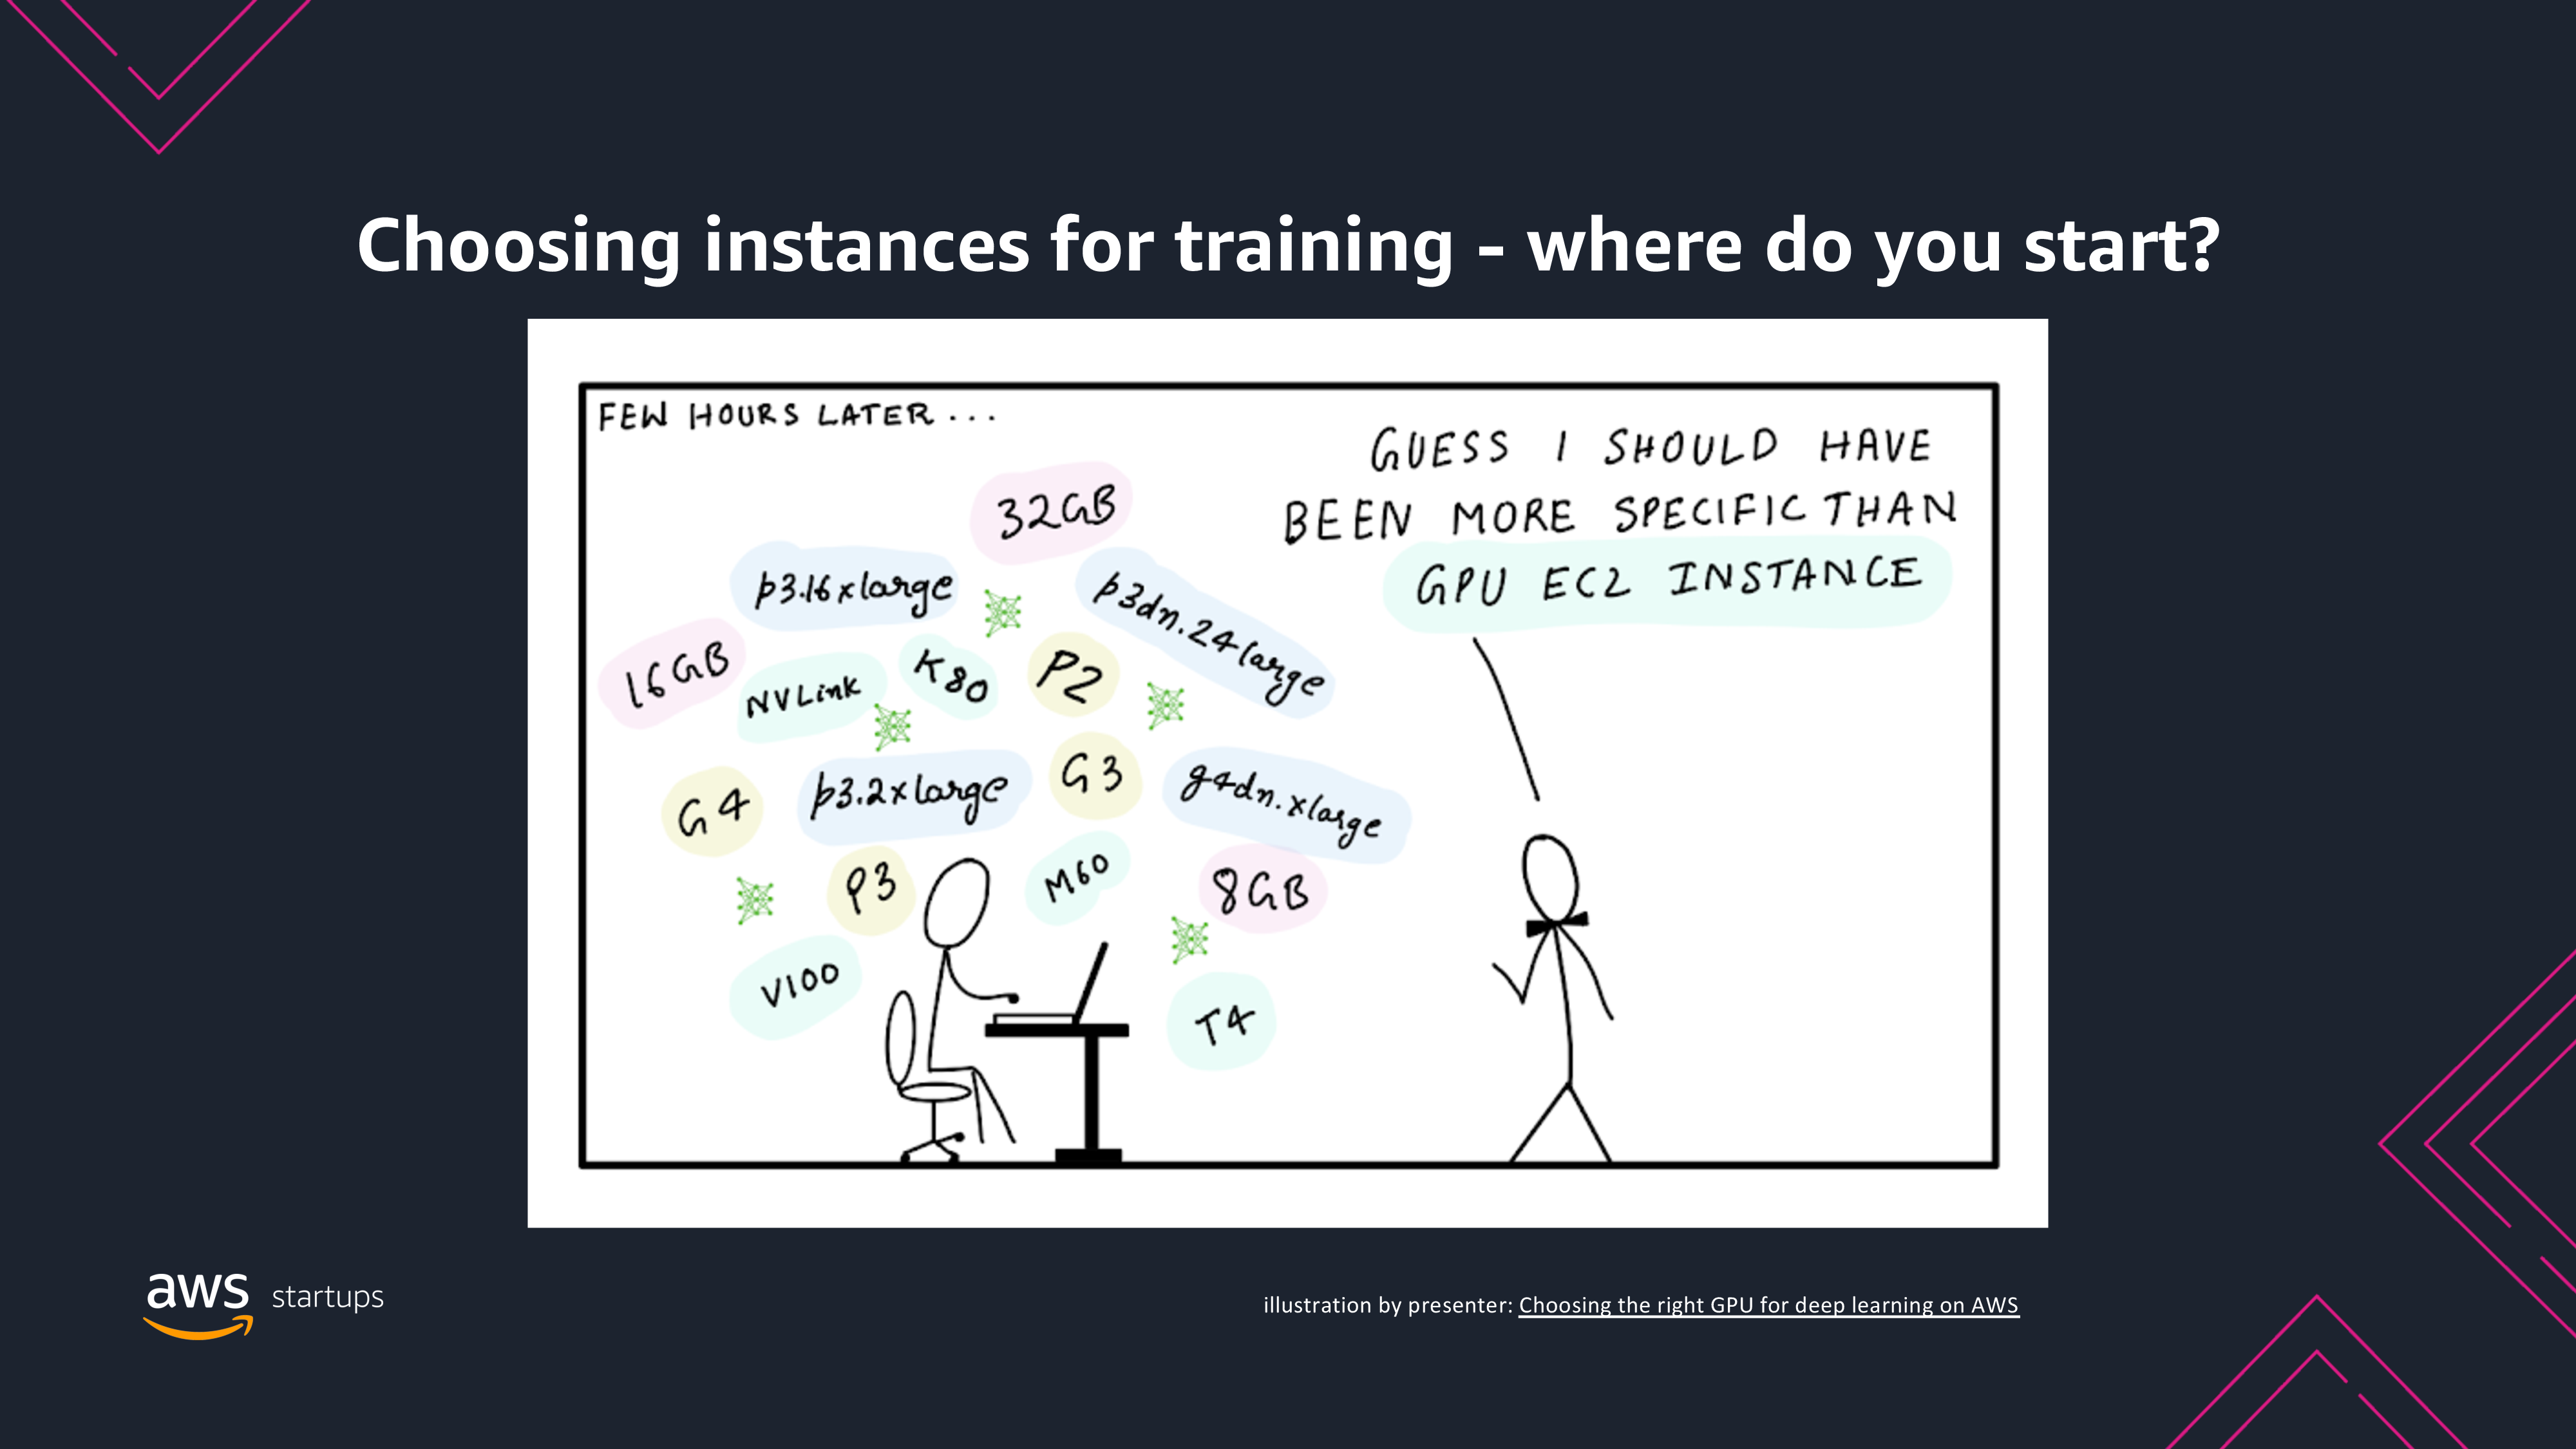 Choosing instances for training - where do you start?
FEW HOURS LATER ...
GUESS I SHOULD HAVE
BEEN MORE SPECIFIC THAN
GPU EC2 INSTANCE
32GB
p3.16xlarge
p3dn.24large
16GB
NVLink
K80
P2
G4
p3.2xlarge
G3
g4dn.xlarge
P3
M60
8GB
V100
T4
aws startups
illustration by presenter: Choosing the right GPU for deep learning on AWS